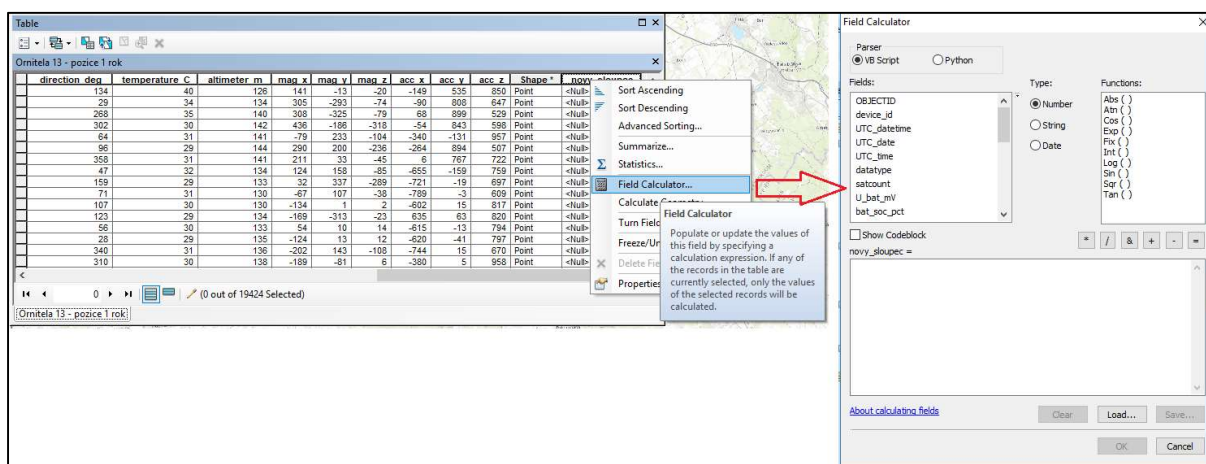 Table
Ornitela 13 - pozice 1 rok
direction_deg temperature_C altimeter_m mag_x mag_y mag_z acc_x acc_y acc_z Shape * novy_sloupec
134 40 126 141 -13 -20 -149 535 850 Point <Null>
29 34 134 305 -293 -74 -90 808 647 Point <Null>
268 35 140 308 -325 -79 68 899 529 Point <Null>
302 30 142 436 -186 -318 -54 843 598 Point <Null>
64 31 141 -79 233 -104 -340 -131 957 Point <Null>
96 29 144 290 200 -236 -264 894 507 Point <Null>
358 31 141 211 33 -45 6 767 722 Point <Null>
47 32 134 124 158 -85 -655 -159 759 Point <Null>
159 29 133 32 337 -289 -721 -19 697 Point <Null>
71 31 130 -67 107 -38 -789 -3 609 Point <Null>
107 30 130 -134 1 2 -602 15 817 Point <Null>
123 29 134 -169 -313 -23 635 63 820 Point <Null>
56 30 133 54 10 14 -615 -13 794 Point <Null>
28 29 135 -124 13 12 -620 -41 797 Point <Null>
340 31 136 -202 143 -108 -744 15 670 Point <Null>
310 30 138 -189 -81 6 -380 5 958 Point <Null>
0
(0 out of 19424 Selected)
Ornitela 13 - pozice 1 rok
Sort Ascending
Sort Descending
Advanced Sorting...
Summarize...
Statistics...
Field Calculator...
Calculate
Turn Field
Freeze/Un
Delete Fie
Properties
Field Calculator
Populate or update the values of
this field by specifying a
calculation expression. If any of
the records in the table are
currently selected, only the values
of the selected records will be
calculated.
Field Calculator
Parser
VB Script Python
Fields: Type: Functions:
OBJECTID
device_id
UTC_datetime
UTC_date
UTC_time
datatype
satcount
U_bat_mV
bat_soc_pct
Number
String
Date
Abs ( )
Atn ( )
Cos ( )
Exp ( )
Fix ( )
Int ( )
Log ( )
Sin ( )
Sqr ( )
Tan ( )
Show Codeblock
* / & + - =
novy_sloupec =
About calculating fields
Clear Load... Save...
OK Cancel